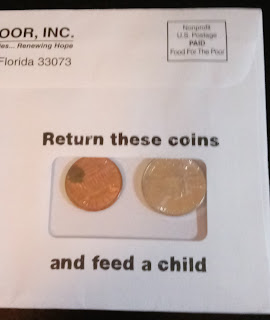 OOR, INC.
es... Renewing Hope
Florida 33073
Nonprofit
U.S. Postage
PAID
Food For The Poor
Return these coins
and feed a child